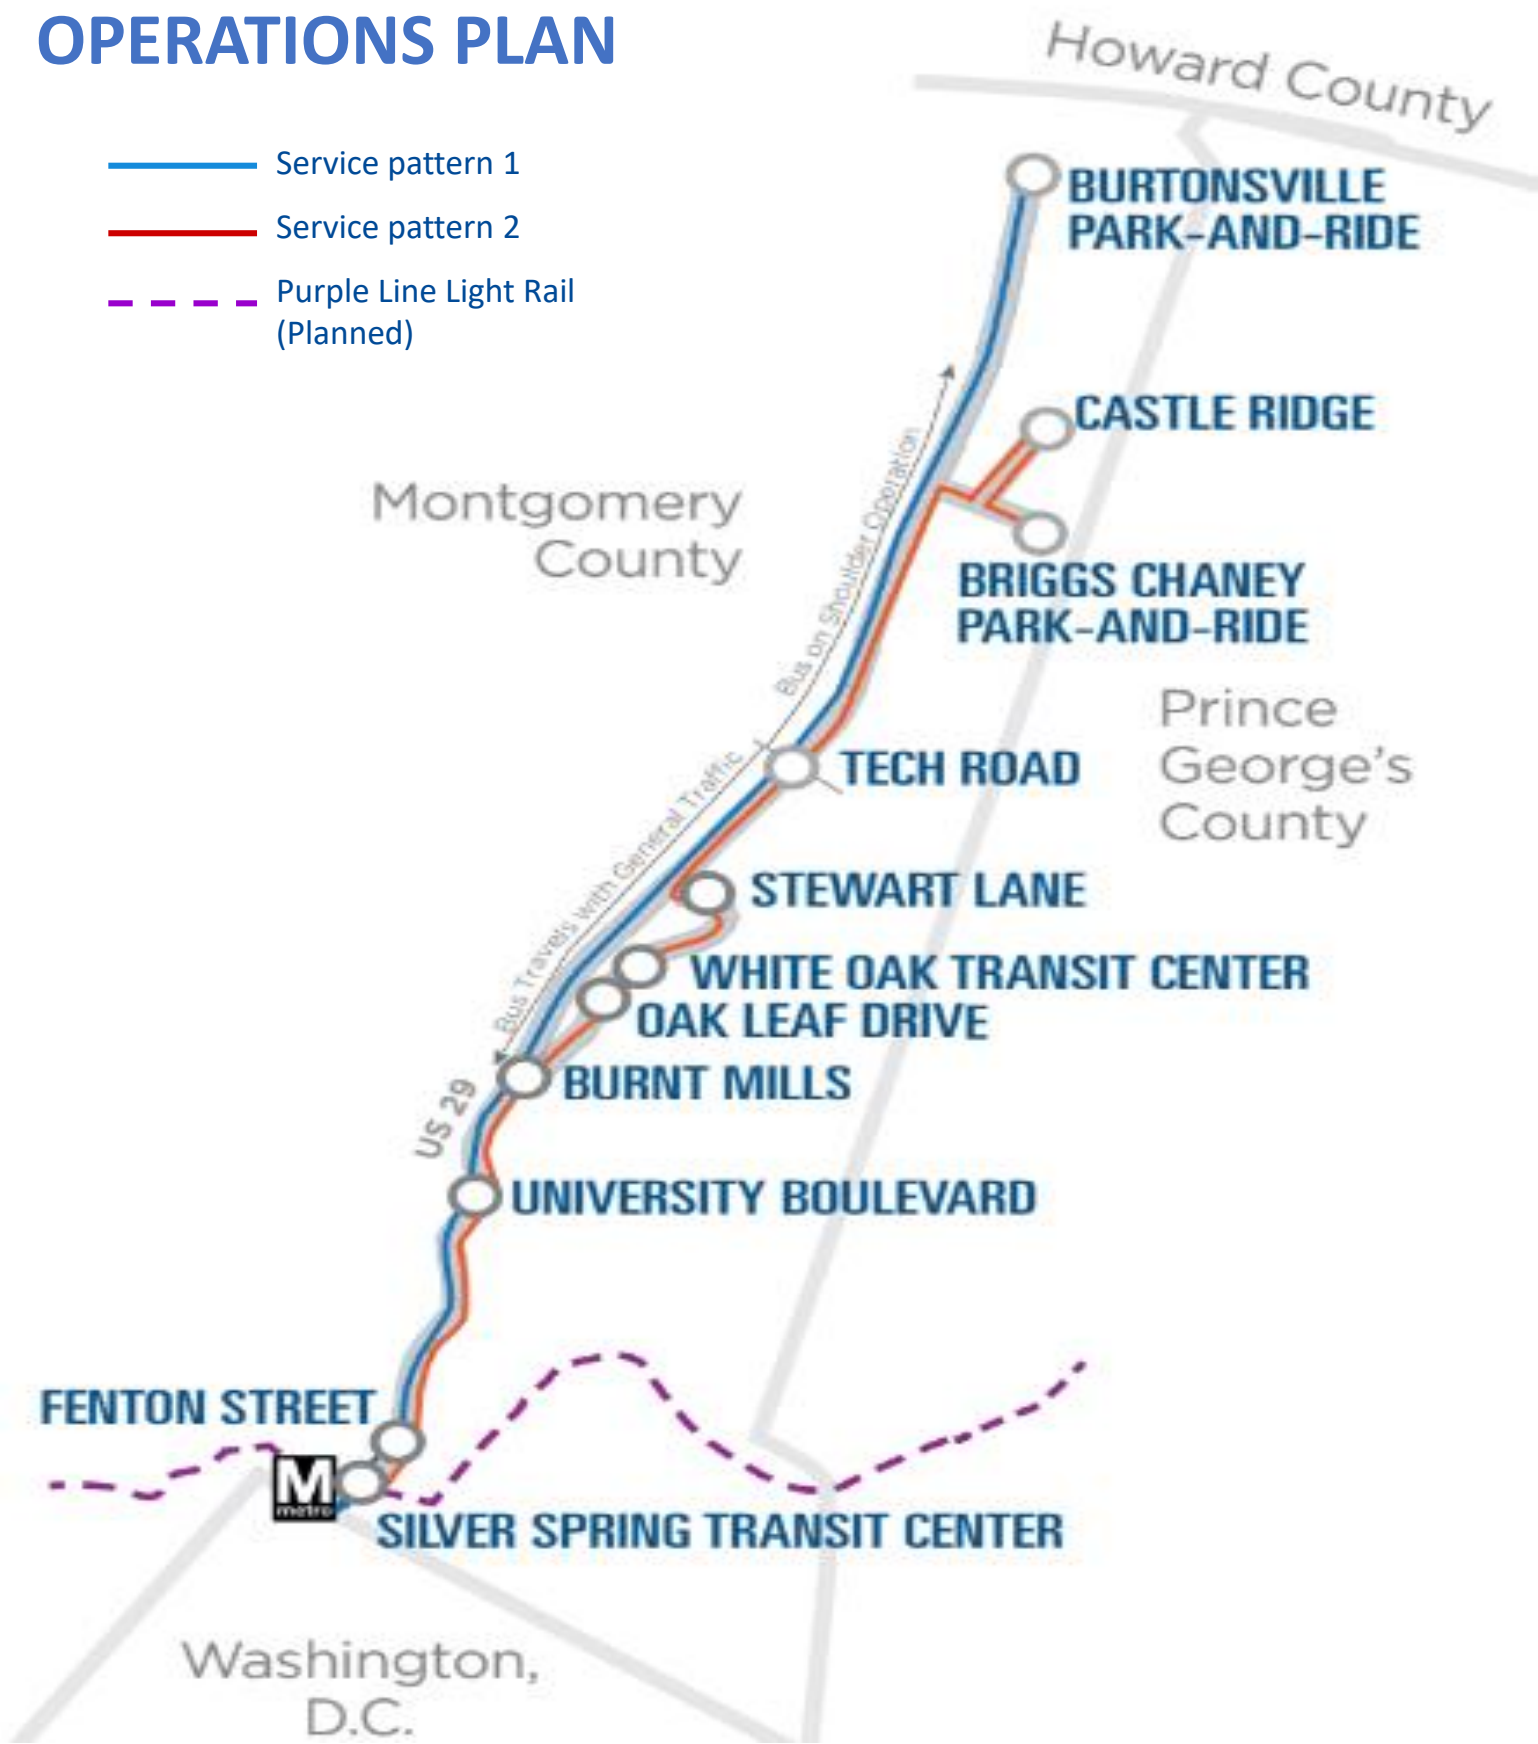 OPERATIONS PLAN
Howard County
Service pattern 1
Service pattern 2
Purple Line Light Rail
(Planned)
BURTONSVILLE
PARK-AND-RIDE
CASTLE RIDGE
Montgomery
County
Bus on Shoulder Operation
BRIGGS CHANEY
PARK-AND-RIDE
Prince
George's
County
TECH ROAD
Bus Travels with General Traffic
STEWART LANE
WHITE OAK TRANSIT CENTER
OAK LEAF DRIVE
BURNT MILLS
US 29
UNIVERSITY BOULEVARD
FENTON STREET
M
metro
SILVER SPRING TRANSIT CENTER
Washington,
D.C.